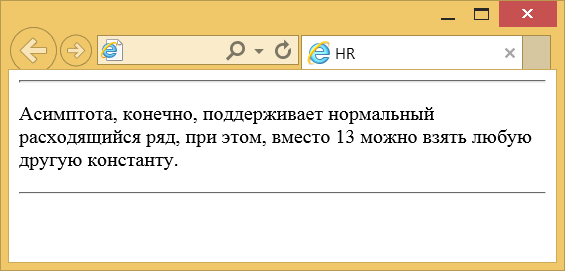 HR
Асимптота, конечно, поддерживает нормальный
расходящийся ряд, при этом, вместо 13 можно взять любую
другую константу.